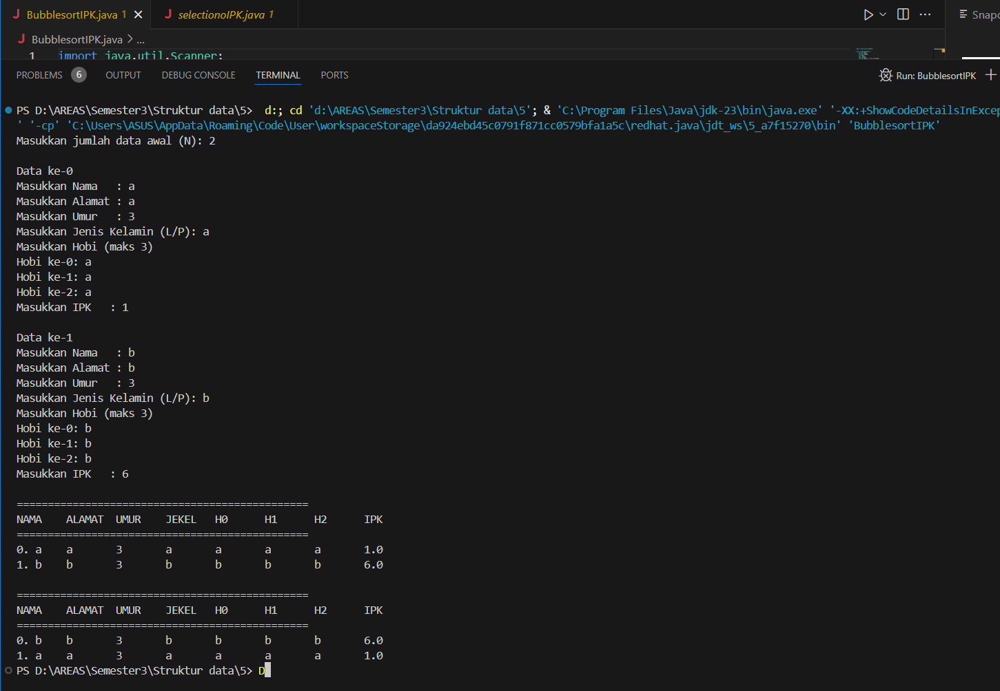 J BubblesortIPK.java 1 × J selectionoIPK.java 1
J BubblesortIPK.java > ...
1 import java.util.Scanner;
PROBLEMS 6 OUTPUT DEBUG CONSOLE TERMINAL PORTS Run: BubblesortIPK
PS D:\AREAS\Semester3\Struktur data\5>  d:; cd 'd:\AREAS\Semester3\Struktur data\5'; & 'C:\Program Files\Java\jdk-23\bin\java.exe' '-XX:+ShowCodeDetailsInExcep
' '-cp' 'C:\Users\ASUS\AppData\Roaming\Code\User\workspaceStorage\da924ebd45c0791f871cc0579bfa1a5c\redhat.java\jdt_ws\5_a7f15270\bin' 'BubblesortIPK'
Masukkan jumlah data awal (N): 2
Data ke-0
Masukkan Nama   : a
Masukkan Alamat : a
Masukkan Umur   : 3
Masukkan Jenis Kelamin (L/P): a
Masukkan Hobi (maks 3)
Hobi ke-0: a
Hobi ke-1: a
Hobi ke-2: a
Masukkan IPK   : 1
Data ke-1
Masukkan Nama   : b
Masukkan Alamat : b
Masukkan Umur   : 3
Masukkan Jenis Kelamin (L/P): b
Masukkan Hobi (maks 3)
Hobi ke-0: b
Hobi ke-1: b
Hobi ke-2: b
Masukkan IPK   : 6
===============================================
NAMA    ALAMAT  UMUR    JEKEL   H0      H1      H2      IPK
===============================================
0. a    a       3       a       a       a       a       1.0
1. b    b       3       b       b       b       b       6.0
===============================================
NAMA    ALAMAT  UMUR    JEKEL   H0      H1      H2      IPK
===============================================
0. b    b       3       b       b       b       b       6.0
1. a    a       3       a       a       a       a       1.0
PS D:\AREAS\Semester3\Struktur data\5> D